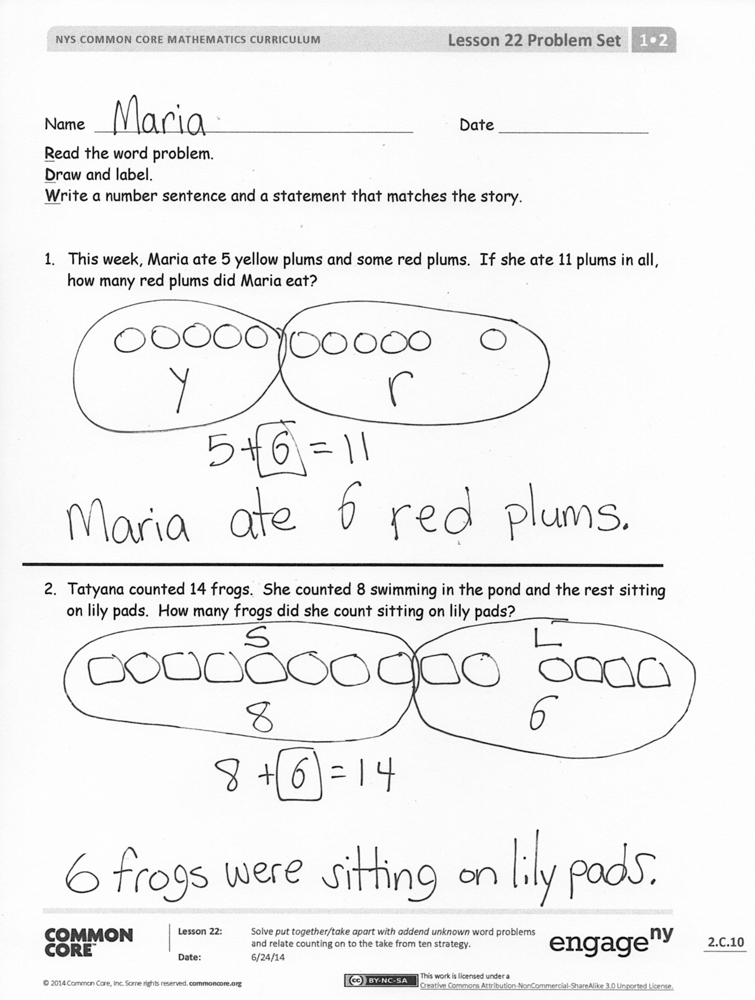 NYS COMMON CORE MATHEMATICS CURRICULUM Lesson 22 Problem Set 1•2
Name Maria Date
Read the word problem.
Draw and label.
Write a number sentence and a statement that matches the story.
1. This week, Maria ate 5 yellow plums and some red plums. If she ate 11 plums in all,
how many red plums did Maria eat?
y r
5+6=11
Maria ate 6 red plums.
2. Tatyana counted 14 frogs. She counted 8 swimming in the pond and the rest sitting
on lily pads. How many frogs did she count sitting on lily pads?
S L
8 6
8+6=14
6 frogs were sitting on lily pads.
COMMON CORE™
Lesson 22: Solve put together/take apart with addend unknown word problems
and relate counting on to the take from ten strategy.
Date: 6/24/14
engageny
2.C.10
© 2014 Common Core, Inc. Some rights reserved. commoncore.org
cc BY-NC-SA
This work is licensed under a
Creative Commons Attribution-NonCommercial-ShareAlike 3.0 Unported License.